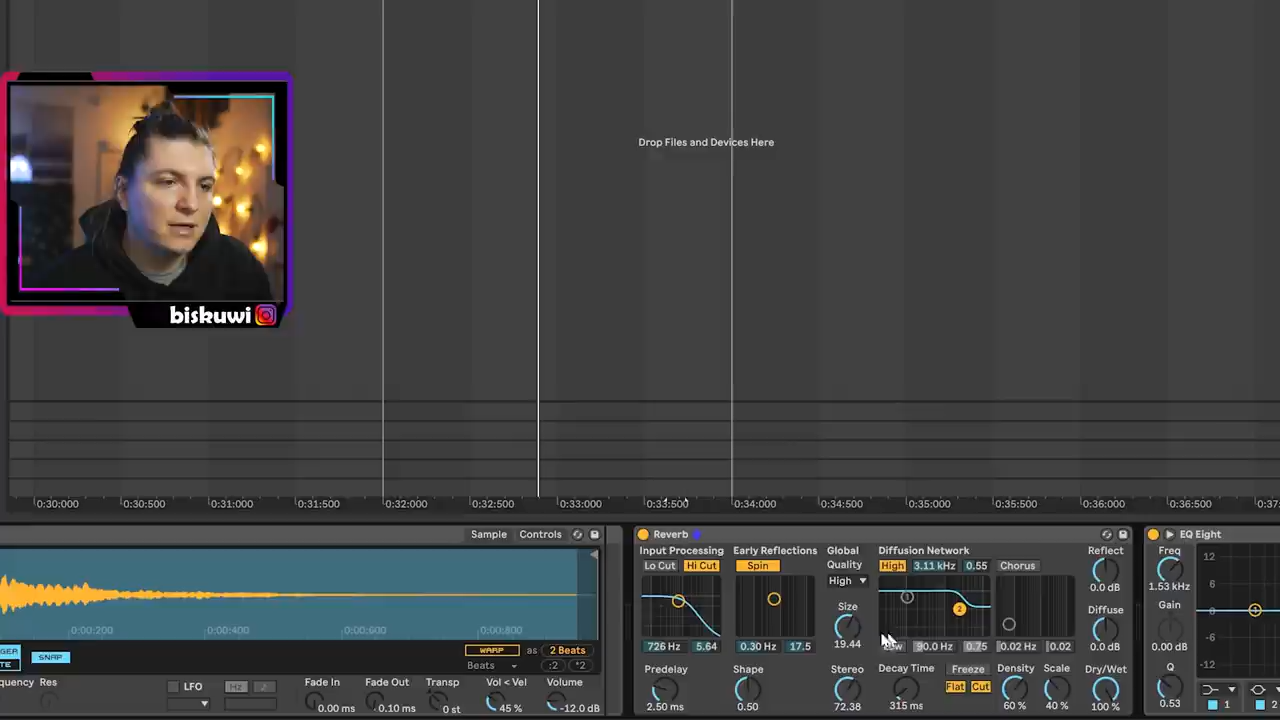 Drop Files and Devices Here
biskuwi
0:30:000 0:30:500 0:31:000 0:31:500 0:32:000 0:32:500 0:33:000 0:33:500 0:34:000 0:34:500 0:35:000 0:35:500 0:36:000 0:36:500
Sample Controls
0:00:200 0:00:400 0:00:600 0:00:800
SNAP
WARP as 2 Beats
Beats :2 *2
Res
LFO Hz
Fade In 0.00 ms
Fade Out 0.10 ms
Transp 0 st
Vol < Vel 45 %
Volume -12.0 dB
Reverb
Input Processing
Lo Cut Hi Cut
726 Hz 5.64
Predelay 2.50 ms
Early Reflections
Spin
0.30 Hz 17.5
Shape 0.50
Global
Quality
High
Size
19.44
Stereo 72.38
Diffusion Network
High 3.11 kHz 0.55 Chorus
1 2
90.0 Hz 0.75 0.02 Hz 0.02
Decay Time 315 ms
Freeze
Flat Cut
Density 60 %
Scale 40 %
Reflect
0.0 dB
Diffuse
0.0 dB
Dry/Wet
100 %
EQ Eight
Freq
1.53 kHz
Gain
0.00 dB
Q
0.53
12
6
0
-6
-12
1
1 2